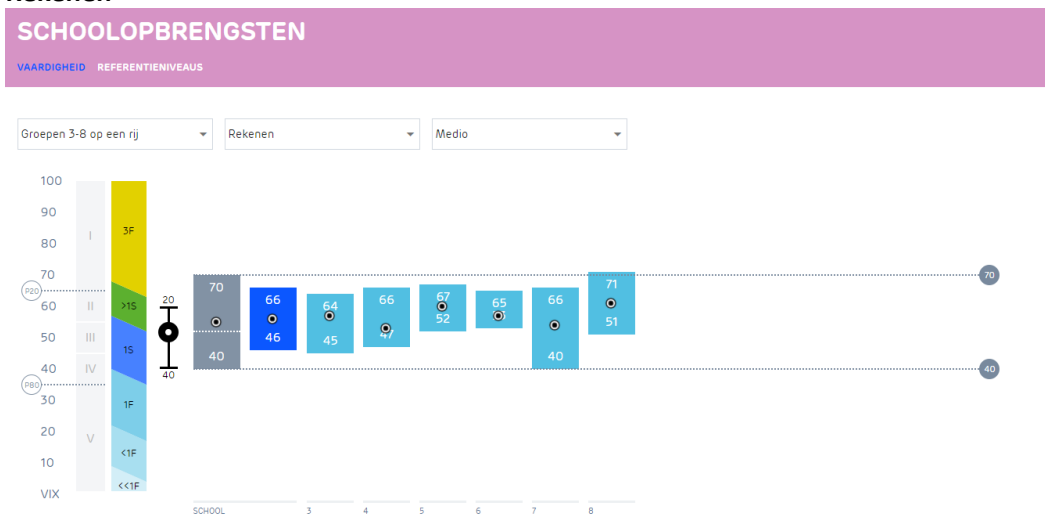 SCHOOLOPBRENGSTEN
VAARDIGHEID REFERENTIENIVEAUS
Groepen 3-8 op een rij
Rekenen
Medio
100
90
80
70
60
50
40
30
20
10
VIX
P20
P80
I
II
III
IV
V
3F
>1S
1S
1F
<1F
<<1F
20
40
70
40
66
46
64
45
66
47
67
52
65
66
40
71
51
70
40
SCHOOL 3 4 5 6 7 8